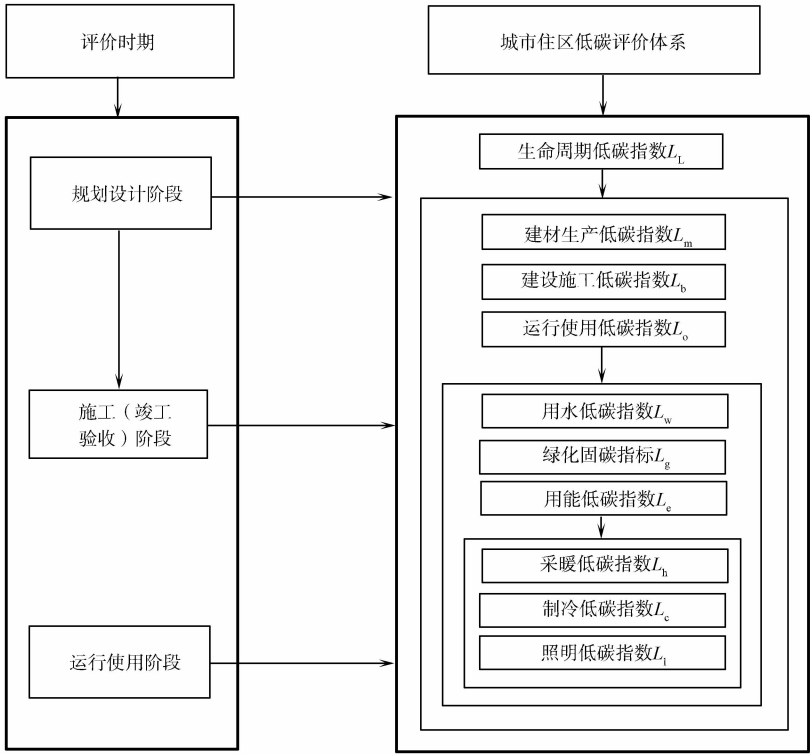 评价时期
城市住区低碳评价体系
规划设计阶段
施工（竣工
验收）阶段
运行使用阶段
生命周期低碳指数L_L
建材生产低碳指数L_m
建设施工低碳指数L_b
运行使用低碳指数L_o
用水低碳指数L_w
绿化固碳指标L_g
用能低碳指数L_e
采暖低碳指数L_h
制冷低碳指数L_c
照明低碳指数L_l